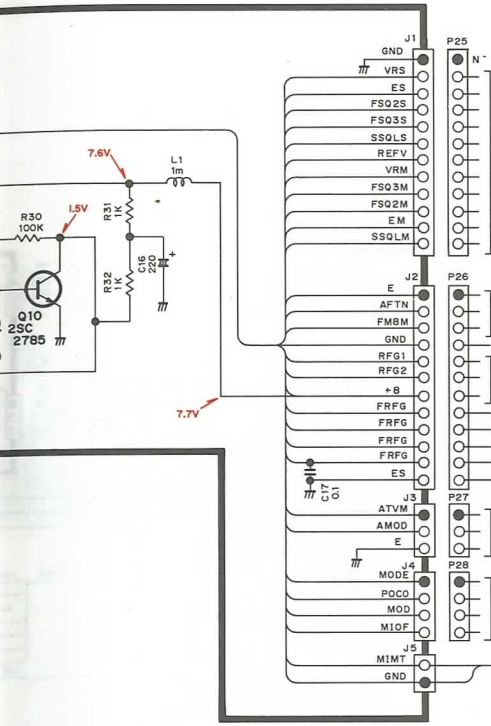 J1
P25
GND
N-
VRS
ES
FSQ2S
FSQ3S
SSQLS
REFV
VRM
FSQ3M
FSQ2M
EM
SSQLM
7.6V
L1
1m
R30
100K
1.5V
R31
1K
C16
220
+
R32
1K
Q10
2SC
2785
J2
P26
E
AFTN
FM8M
GND
RFG1
RFG2
+8
7.7V
FRFG
FRFG
FRFG
FRFG
ES
C17
0.1
J3
P27
ATVM
AMOD
E
J4
P28
MODE
POCO
MOD
MIOF
J5
MIMT
GND